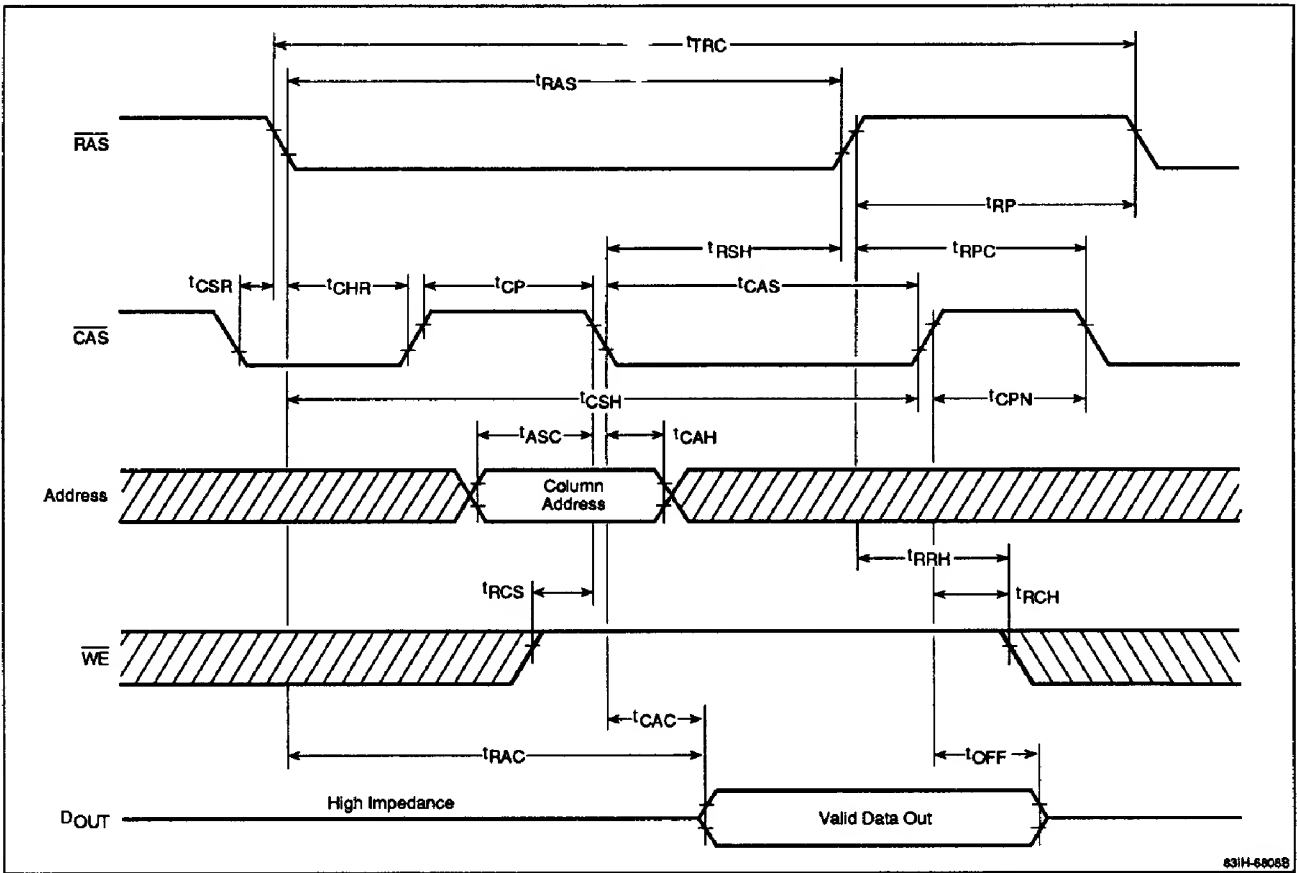 tTRC
tRAS
RAS
tRP
tRSH
tRPC
tCSR
tCHR
tCP
tCAS
CAS
tCSH
tCPN
tASC
tCAH
Address
Column
Address
tRRH
tRCS
tRCH
WE
tCAC
tRAC
tOFF
High Impedance
DOUT
Valid Data Out
83IH-6805B